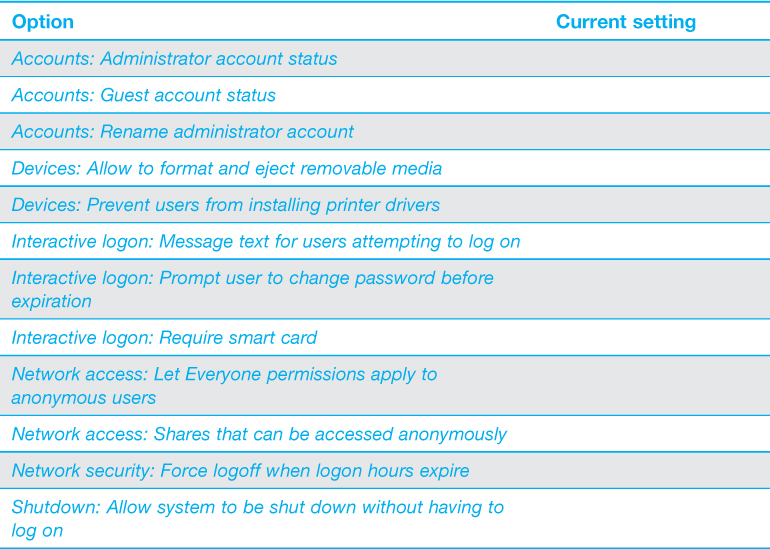 Option Current setting
Accounts: Administrator account status
Accounts: Guest account status
Accounts: Rename administrator account
Devices: Allow to format and eject removable media
Devices: Prevent users from installing printer drivers
Interactive logon: Message text for users attempting to log on
Interactive logon: Prompt user to change password before
expiration
Interactive logon: Require smart card
Network access: Let Everyone permissions apply to
anonymous users
Network access: Shares that can be accessed anonymously
Network security: Force logoff when logon hours expire
Shutdown: Allow system to be shut down without having to
log on